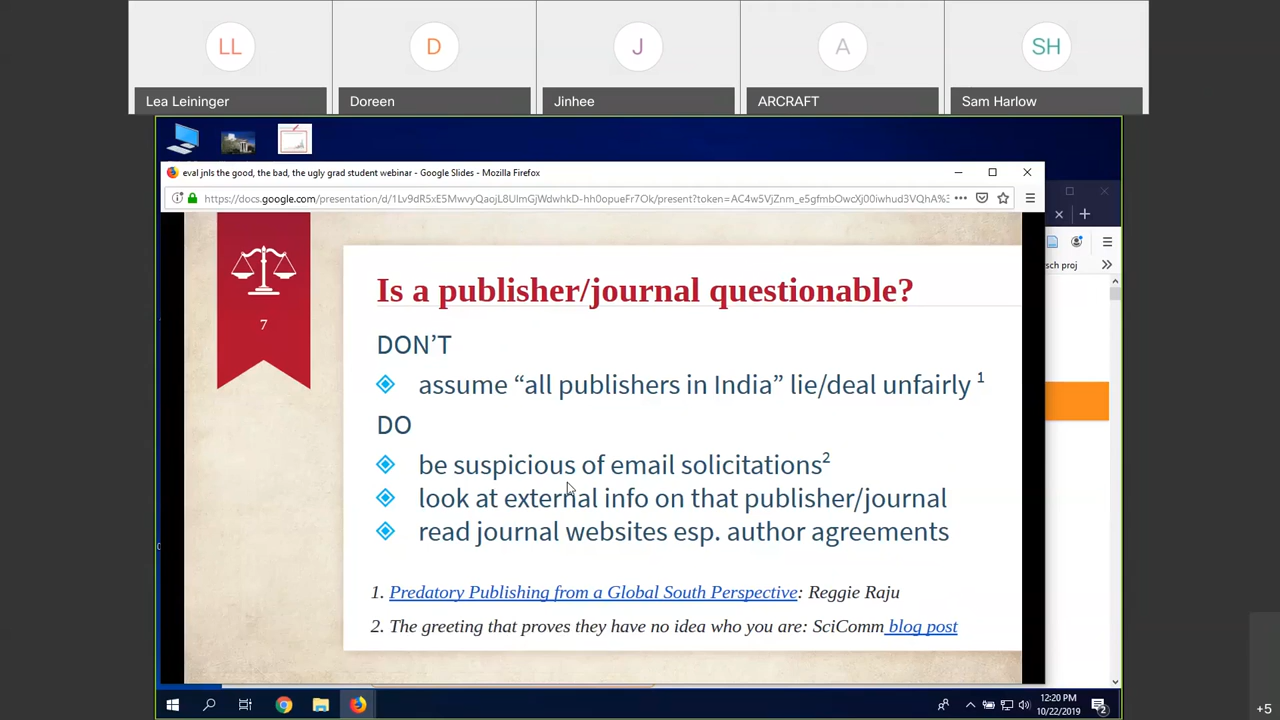 LL
D
J
A
SH
Lea Leininger
Doreen
Jinhee
ARCRAFT
Sam Harlow
eval jnls the good, the bad, the ugly grad student webinar - Google Slides - Mozilla Firefox
https://docs.google.com/presentation/d/1Lv9dR5xE5MwvyQaojL8UlmGjWdwhkD-hh0opueFr7Ok/present?token=AC4w5VjZnm_e5gfmbOwcXj00iwhud3VQhA%3
sch proj
7
Is a publisher/journal questionable?
DON’T
assume “all publishers in India” lie/deal unfairly 1
DO
be suspicious of email solicitations2
look at external info on that publisher/journal
read journal websites esp. author agreements
1. Predatory Publishing from a Global South Perspective: Reggie Raju
2. The greeting that proves they have no idea who you are: SciComm blog post
12:20 PM
10/22/2019
2
+5